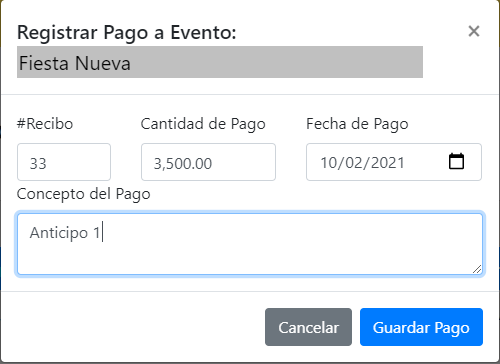 Registrar Pago a Evento: ×
Fiesta Nueva
#Recibo Cantidad de Pago Fecha de Pago
33 3,500.00 10/02/2021
Concepto del Pago
Anticipo 1
Cancelar Guardar Pago